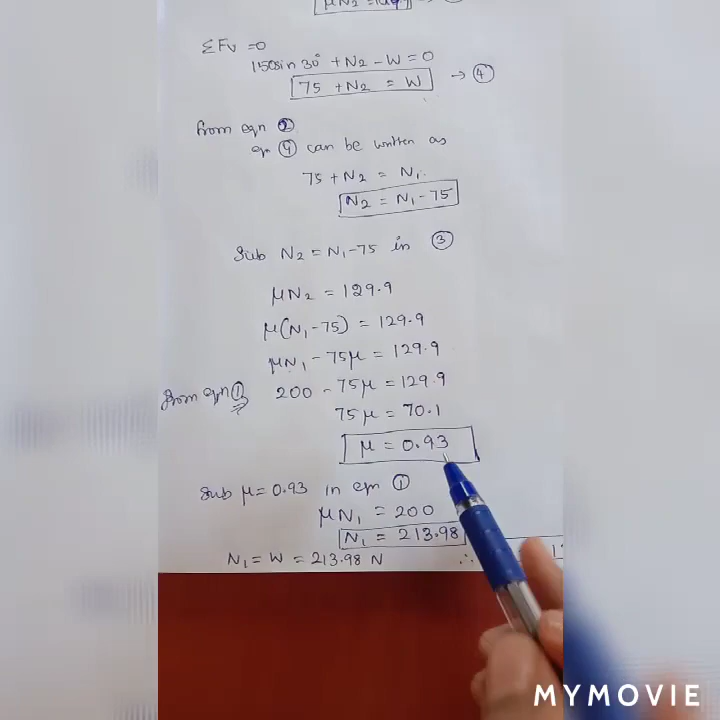 ΣFv = 0
150sin 30° + N2 - W = 0
75 + N2 = W → ④
from eqn ②
eqn ④ can be written as
75 + N2 = N1.
N2 = N1 - 75
Sub N2 = N1 - 75 in ③
μN2 = 129.9
μ(N1 - 75) = 129.9
μN1 - 75μ = 129.9
from eqn ① ⇒ 200 - 75μ = 129.9
75μ = 70.1
μ = 0.93
Sub μ = 0.93 in eqn ①
μN1 = 200
N1 = 213.98
N1 = W = 213.98 N ∴
MYMOVIE